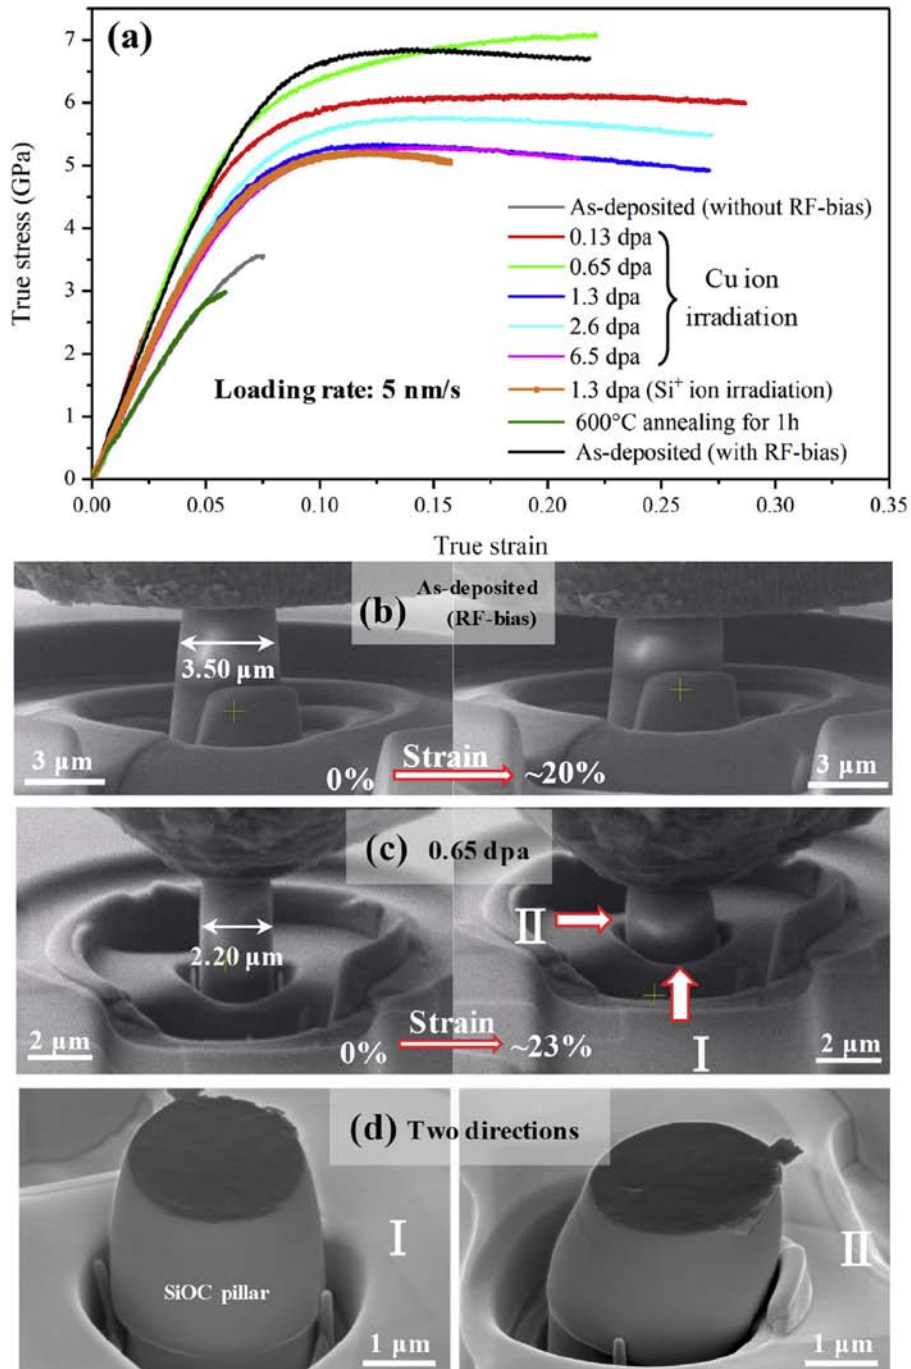 (a)
True stress (GPa)
7
6
5
4
3
2
1
0
0.00 0.05 0.10 0.15 0.20 0.25 0.30 0.35
True strain
As-deposited (without RF-bias)
0.13 dpa
0.65 dpa
1.3 dpa
2.6 dpa
6.5 dpa
Cu ion
irradiation
1.3 dpa (Si⁺ ion irradiation)
600°C annealing for 1h
As-deposited (with RF-bias)
Loading rate: 5 nm/s
(b) As-deposited
(RF-bias)
3.50 µm
3 µm
0% Strain ~20%
3 µm
(c) 0.65 dpa
2.20 µm
II
I
2 µm
0% Strain ~23%
2 µm
(d) Two directions
I
SiOC pillar
1 µm
II
1 µm